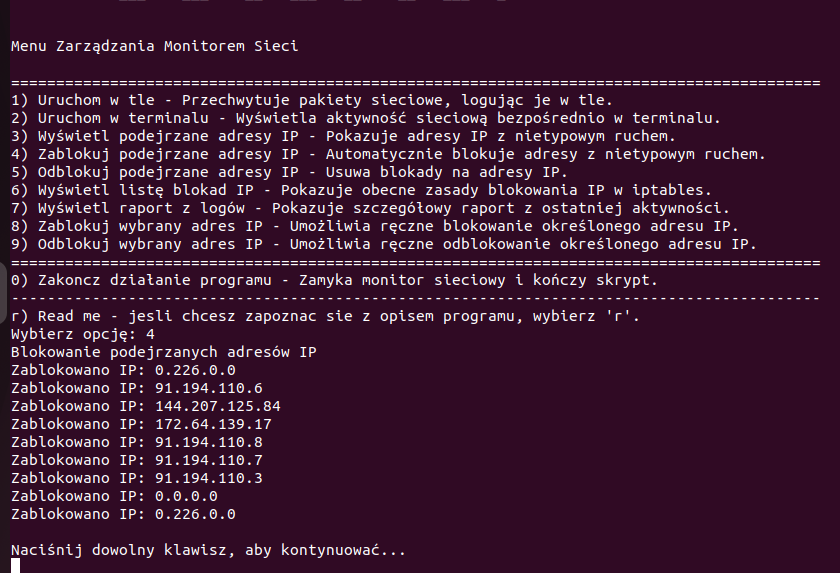 Menu Zarządzania Monitorem Sieci
==========================================================================================
1) Uruchom w tle - Przechwytuje pakiety sieciowe, logując je w tle.
2) Uruchom w terminalu - Wyświetla aktywność sieciową bezpośrednio w terminalu.
3) Wyświetl podejrzane adresy IP - Pokazuje adresy IP z nietypowym ruchem.
4) Zablokuj podejrzane adresy IP - Automatycznie blokuje adresy z nietypowym ruchem.
5) Odblokuj podejrzane adresy IP - Usuwa blokady na adresy IP.
6) Wyświetl listę blokad IP - Pokazuje obecne zasady blokowania IP w iptables.
7) Wyświetl raport z logów - Pokazuje szczegółowy raport z ostatniej aktywności.
8) Zablokuj wybrany adres IP - Umożliwia ręczne blokowanie określonego adresu IP.
9) Odblokuj wybrany adres IP - Umożliwia ręczne odblokowanie określonego adresu IP.
==========================================================================================
0) Zakoncz działanie programu - Zamyka monitor sieciowy i kończy skrypt.
------------------------------------------------------------------------------------------
r) Read me - jesli chcesz zapoznac sie z opisem programu, wybierz 'r'.
Wybierz opcję: 4
Blokowanie podejrzanych adresów IP
Zablokowano IP: 0.226.0.0
Zablokowano IP: 91.194.110.6
Zablokowano IP: 144.207.125.84
Zablokowano IP: 172.64.139.17
Zablokowano IP: 91.194.110.8
Zablokowano IP: 91.194.110.7
Zablokowano IP: 91.194.110.3
Zablokowano IP: 0.0.0.0
Zablokowano IP: 0.226.0.0
Naciśnij dowolny klawisz, aby kontynuować...